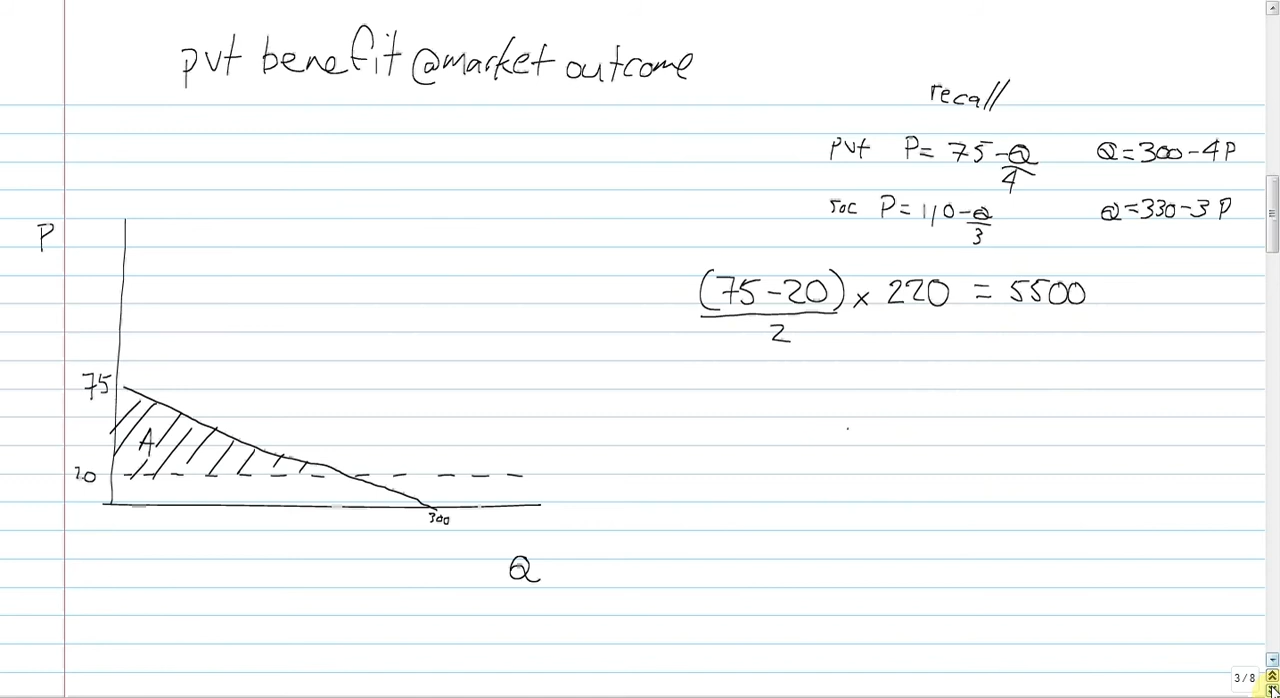 pvt benefit @market outcome
recall
pvt P= 75-Q/4 Q=300-4P
soc P=110-Q/3 Q=330-3P
P
(75-20)/2 × 220 = 5500
75
A
20
300
Q
3/8